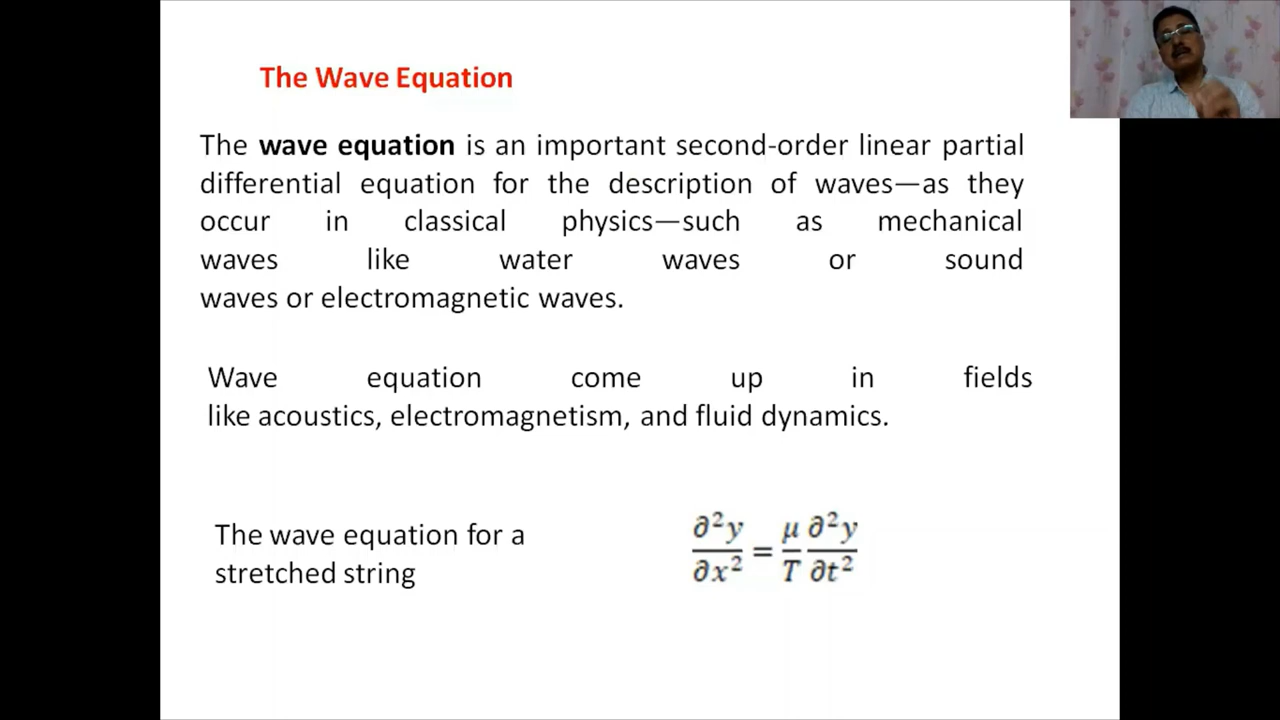 The Wave Equation
The wave equation is an important second-order linear partial
differential equation for the description of waves—as they
occur in classical physics—such as mechanical
waves like water waves or sound
waves or electromagnetic waves.
Wave equation come up in fields
like acoustics, electromagnetism, and fluid dynamics.
The wave equation for a
stretched string
∂²y/∂x² = μ/T ∂²y/∂t²